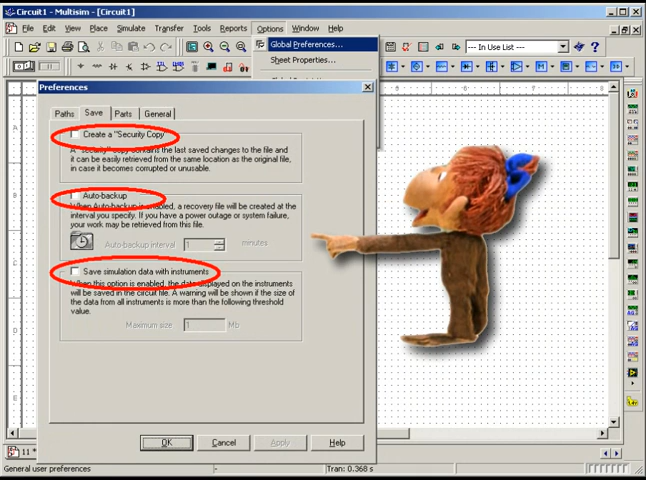 Circuit1 - Multisim - [Circuit1]
File Edit View Place Simulate Transfer Tools Reports Options Window Help
Global Preferences...
Sheet Properties...
--- In Use List ---
Preferences
Paths Save Parts General
Create a "Security Copy"
A "security" copy contains the last saved changes to the file and
it can be easily retrieved from the same location as the original file,
in case it becomes corrupted or unusable.
Auto-backup
When Auto-backup is enabled, a recovery file will be created at the
interval you specify. If you have a power outage or system failure,
your work may be retrieved from this file.
Auto-backup interval 1 minutes
Save simulation data with instruments
When this option is enabled, the data displayed on the instruments
will be saved in the circuit file. A warning will be shown if the size of
the data from all instruments is more than the following threshold
value.
Maximum size 1 Mb
OK Cancel Apply Help
General user preferences - Tran: 0.368 s